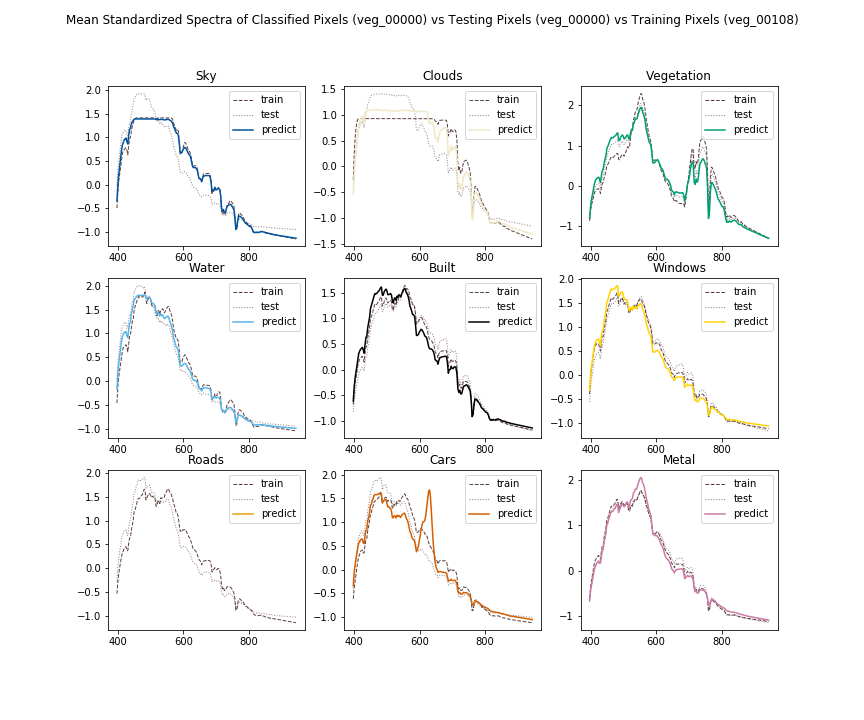 Mean Standardized Spectra of Classified Pixels (veg_00000) vs Testing Pixels (veg_00000) vs Training Pixels (veg_00108)
Sky
2.0
1.5
1.0
0.5
0.0
−0.5
−1.0
400
600
800
train
test
predict
Clouds
1.5
1.0
0.5
0.0
−0.5
−1.0
−1.5
400
600
800
train
test
predict
Vegetation
2
1
0
−1
400
600
800
train
test
predict
Water
2.0
1.5
1.0
0.5
0.0
−0.5
−1.0
400
600
800
train
test
predict
Built
1.5
1.0
0.5
0.0
−0.5
−1.0
400
600
800
train
test
predict
Windows
2.0
1.5
1.0
0.5
0.0
−0.5
−1.0
400
600
800
train
test
predict
Roads
2.0
1.5
1.0
0.5
0.0
−0.5
−1.0
400
600
800
train
test
predict
Cars
2.0
1.5
1.0
0.5
0.0
−0.5
−1.0
400
600
800
train
test
predict
Metal
2
1
0
−1
400
600
800
train
test
predict